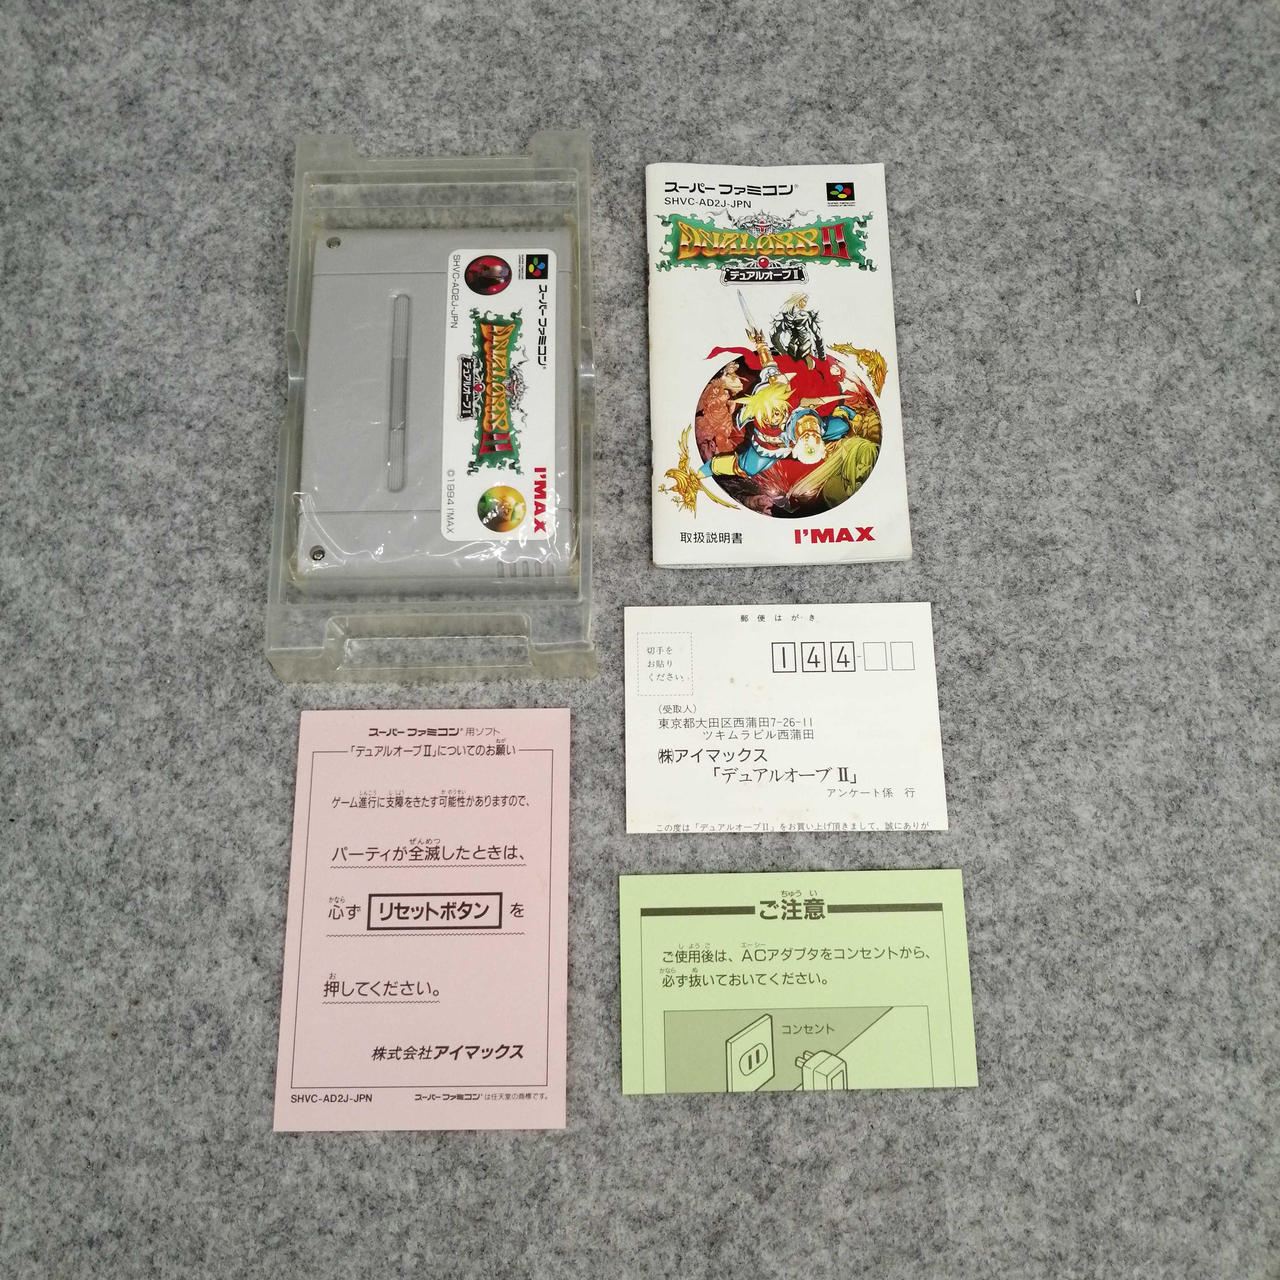 スーパーファミコン
SHVC-AD2J-JPN
DUAL ORB II
デュアルオーブII
I'MAX
©1994 I'MAX
スーパーファミコン®
SHVC-AD2J-JPN
DUAL ORB II
デュアルオーブII
取扱説明書
I'MAX
郵便はがき
切手を
お貼り
ください
144-
(受取人)
東京都大田区西蒲田7-26-11
ツキムラビル西蒲田
㈱アイマックス
「デュアルオーブⅡ」
アンケート係 行
この度は「デュアルオーブII」をお買い上げ頂きまして、誠にありが
スーパーファミコン®用ソフト
「デュアルオーブⅡ」についてのお願い
ゲーム進行に支障をきたす可能性がありますので、
パーティが全滅したときは、
必ず リセットボタン を
押してください。
株式会社アイマックス
SHVC-AD2J-JPN
スーパーファミコン®は任天堂の商標です。
ご注意
ご使用後は、ACアダプタをコンセントから、
必ず抜いておいてください。
コンセント